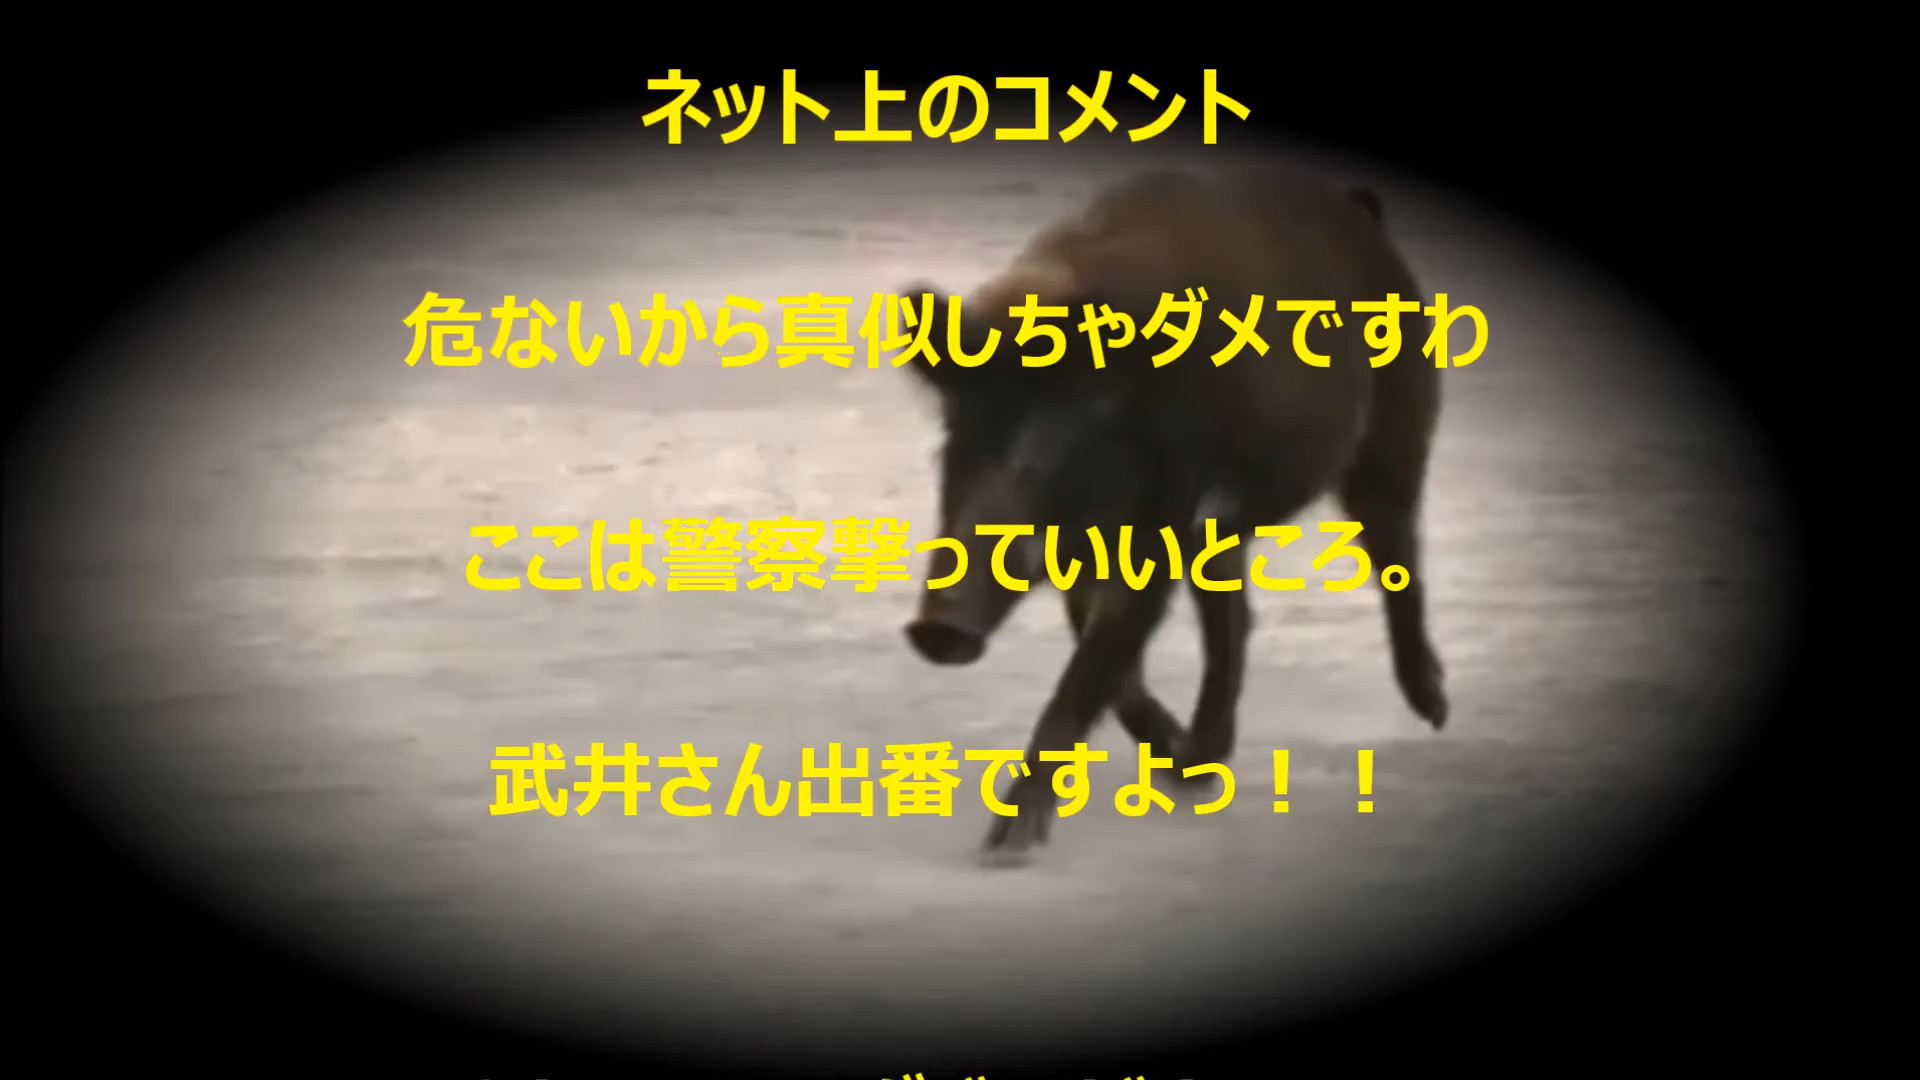 ネット上のコメント
危ないから真似しちゃダメですわ
ここは警察撃っていいところ。
武井さん出番ですよっ！！